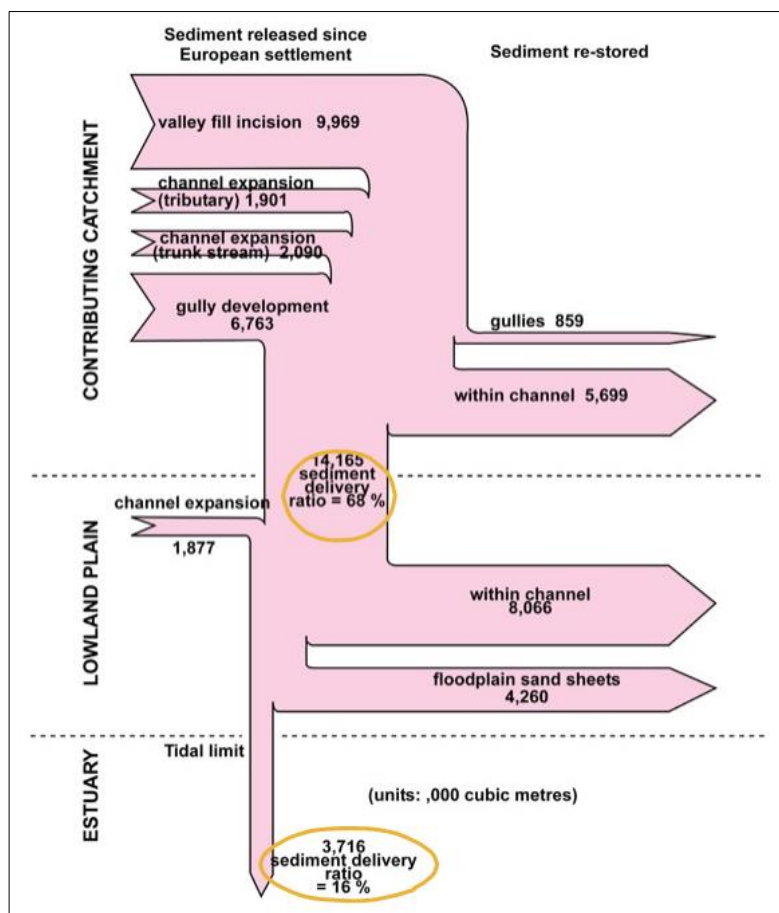 Sediment released since
European settlement
Sediment re-stored
CONTRIBUTING CATCHMENT
valley fill incision 9,969
channel expansion
(tributary) 1,901
channel expansion
(trunk stream) 2,090
gully development
6,763
gullies 859
within channel 5,699
14,165
sediment
delivery
ratio = 68 %
LOWLAND PLAIN
channel expansion
1,877
within channel
8,066
floodplain sand sheets
4,260
ESTUARY
Tidal limit
(units: ,000 cubic metres)
3,716
sediment delivery
ratio
= 16 %